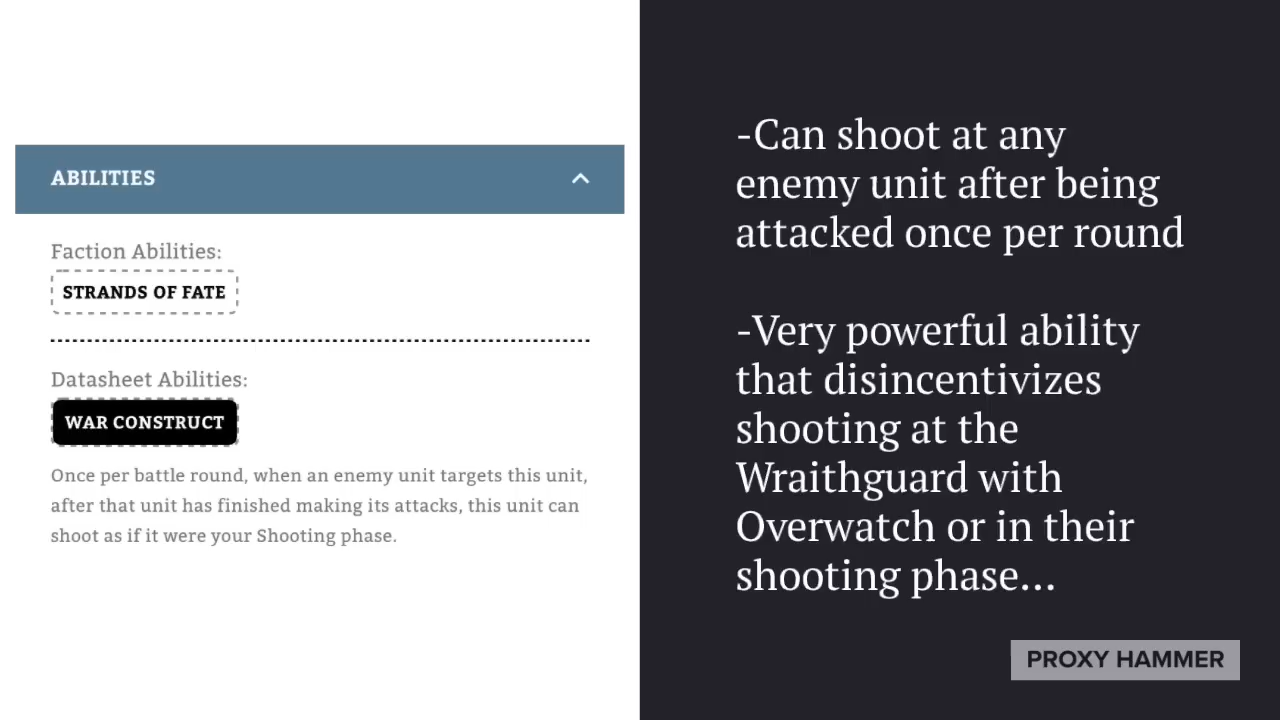 ABILITIES
Faction Abilities:
STRANDS OF FATE
Datasheet Abilities:
WAR CONSTRUCT
Once per battle round, when an enemy unit targets this unit,
after that unit has finished making its attacks, this unit can
shoot as if it were your Shooting phase.
-Can shoot at any
enemy unit after being
attacked once per round
-Very powerful ability
that disincentivizes
shooting at the
Wraithguard with
Overwatch or in their
shooting phase...
PROXY HAMMER